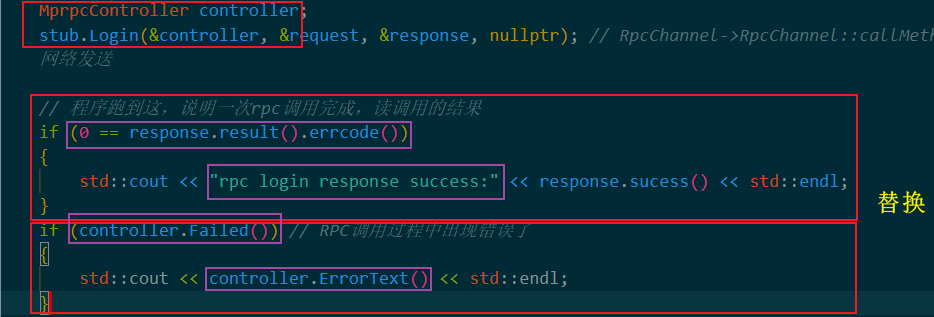 MprpcController controller;
stub.Login(&controller, &request, &response, nullptr); // RpcChannel->RpcChannel::callMeth
网络发送
// 程序跑到这，说明一次rpc调用完成，读调用的结果
if (0 == response.result().errcode())
{
std::cout << "rpc login response success:" << response.sucess() << std::endl;
}
替换
if (controller.Failed()) // RPC调用过程中出现错误了
{
std::cout << controller.ErrorText() << std::endl;
}